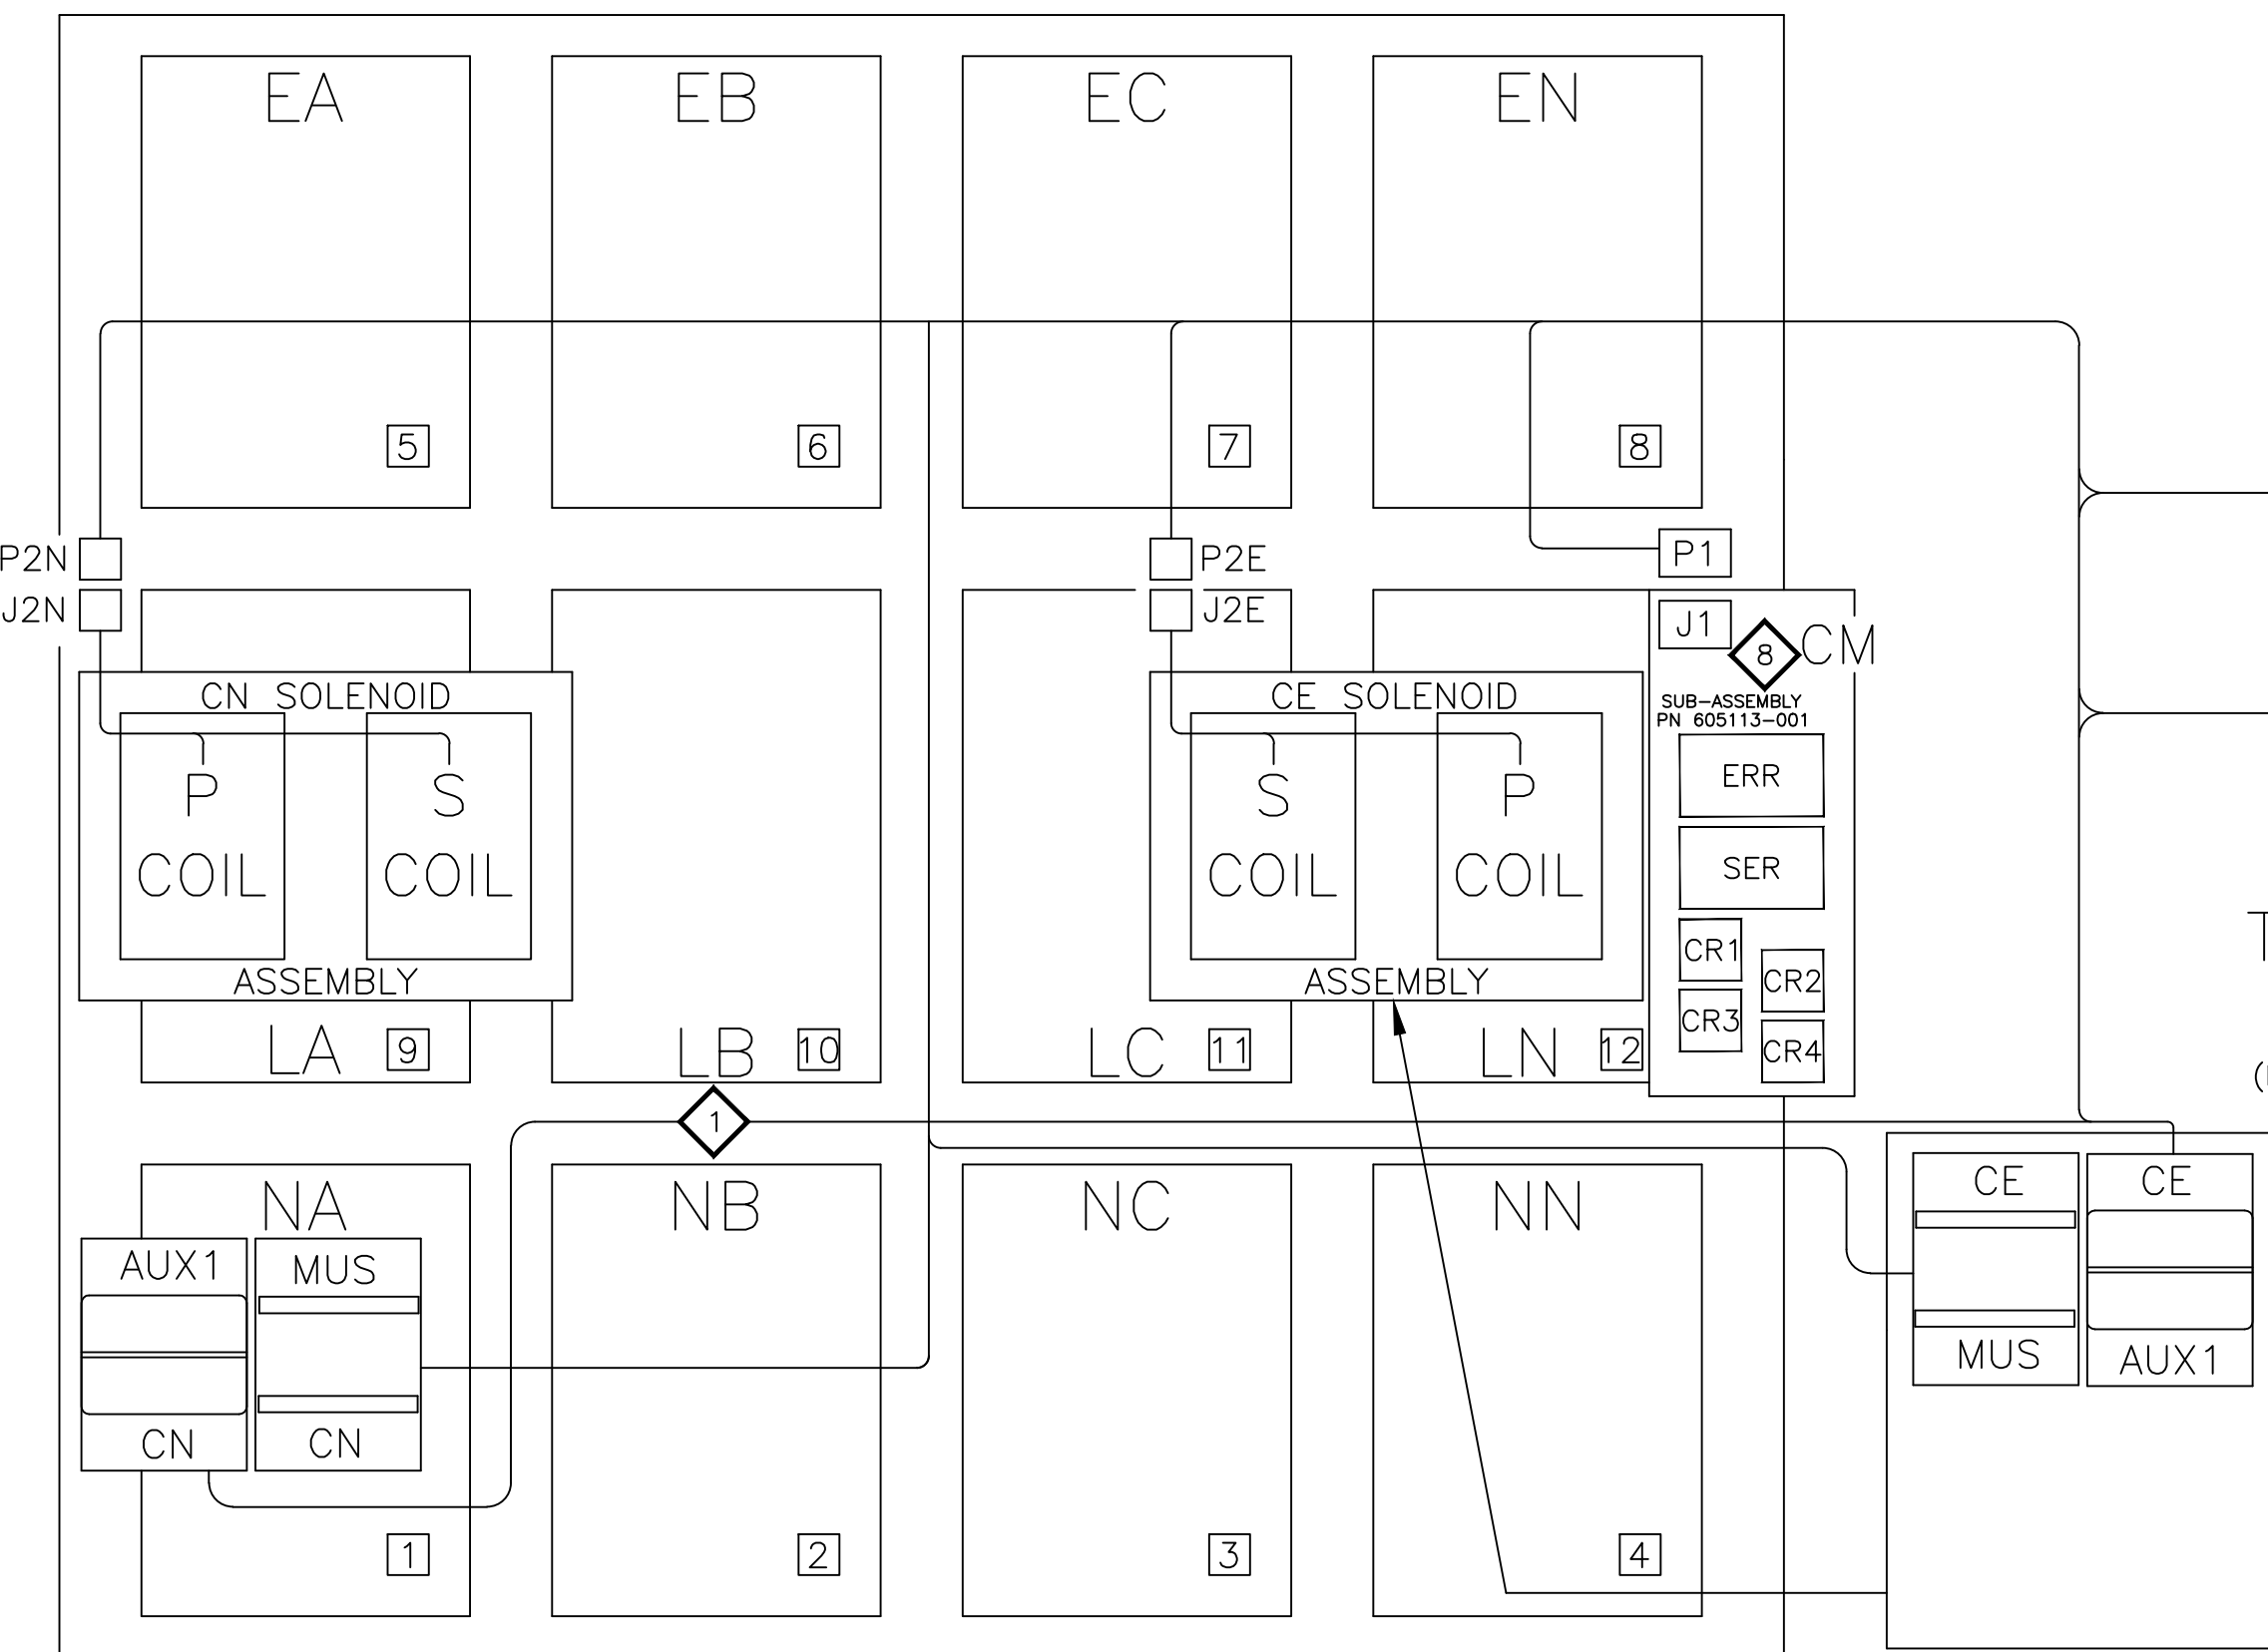 EA
EB
EC
EN
5
6
7
8
P2N
P2E
P1
J2N
J2E
J1
8
CM
SUB-ASSEMBLY
PN 605113-001
CN SOLENOID
P
COIL
S
COIL
ASSEMBLY
CE SOLENOID
S
COIL
P
COIL
ASSEMBLY
ERR
SER
CR1
CR2
CR3
CR4
LA
9
LB
10
LC
11
LN
12
1
NA
NB
NC
NN
AUX1
CN
MUS
CN
CE
MUS
CE
AUX1
1
2
3
4